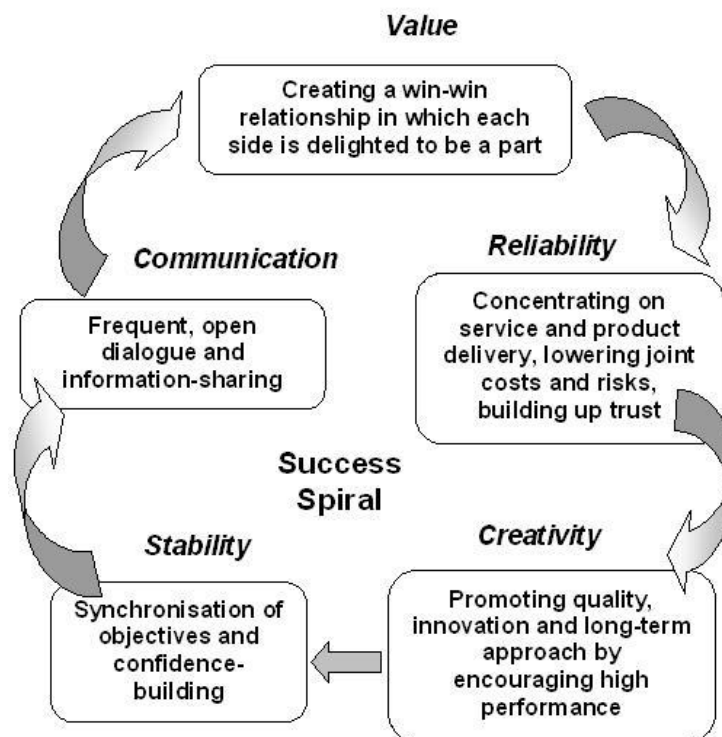 Value
Creating a win-win
relationship in which each
side is delighted to be a part
Reliability
Concentrating on
service and product
delivery, lowering joint
costs and risks,
building up trust
Creativity
Promoting quality,
innovation and long-term
approach by
encouraging high
performance
Stability
Synchronisation of
objectives and
confidence-
building
Communication
Frequent, open
dialogue and
information-sharing
Success
Spiral